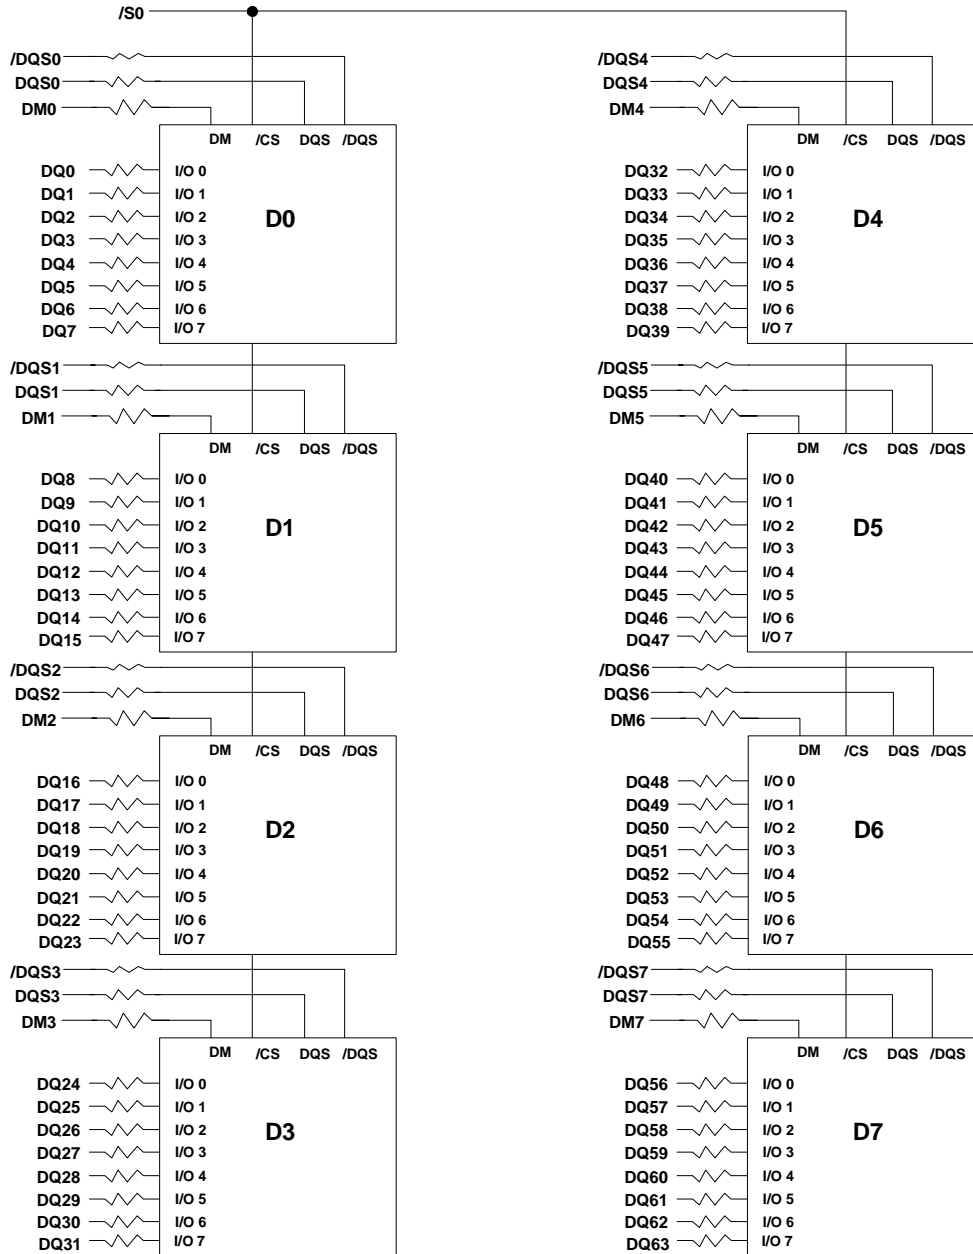 /S0
/DQS0
DQS0
DM0
DM /CS DQS /DQS
DQ0 I/O 0
DQ1 I/O 1
DQ2 I/O 2
DQ3 I/O 3
DQ4 I/O 4
DQ5 I/O 5
DQ6 I/O 6
DQ7 I/O 7
D0
/DQS1
DQS1
DM1
DM /CS DQS /DQS
DQ8 I/O 0
DQ9 I/O 1
DQ10 I/O 2
DQ11 I/O 3
DQ12 I/O 4
DQ13 I/O 5
DQ14 I/O 6
DQ15 I/O 7
D1
/DQS2
DQS2
DM2
DM /CS DQS /DQS
DQ16 I/O 0
DQ17 I/O 1
DQ18 I/O 2
DQ19 I/O 3
DQ20 I/O 4
DQ21 I/O 5
DQ22 I/O 6
DQ23 I/O 7
D2
/DQS3
DQS3
DM3
DM /CS DQS /DQS
DQ24 I/O 0
DQ25 I/O 1
DQ26 I/O 2
DQ27 I/O 3
DQ28 I/O 4
DQ29 I/O 5
DQ30 I/O 6
DQ31 I/O 7
D3
/DQS4
DQS4
DM4
DM /CS DQS /DQS
DQ32 I/O 0
DQ33 I/O 1
DQ34 I/O 2
DQ35 I/O 3
DQ36 I/O 4
DQ37 I/O 5
DQ38 I/O 6
DQ39 I/O 7
D4
/DQS5
DQS5
DM5
DM /CS DQS /DQS
DQ40 I/O 0
DQ41 I/O 1
DQ42 I/O 2
DQ43 I/O 3
DQ44 I/O 4
DQ45 I/O 5
DQ46 I/O 6
DQ47 I/O 7
D5
/DQS6
DQS6
DM6
DM /CS DQS /DQS
DQ48 I/O 0
DQ49 I/O 1
DQ50 I/O 2
DQ51 I/O 3
DQ52 I/O 4
DQ53 I/O 5
DQ54 I/O 6
DQ55 I/O 7
D6
/DQS7
DQS7
DM7
DM /CS DQS /DQS
DQ56 I/O 0
DQ57 I/O 1
DQ58 I/O 2
DQ59 I/O 3
DQ60 I/O 4
DQ61 I/O 5
DQ62 I/O 6
DQ63 I/O 7
D7